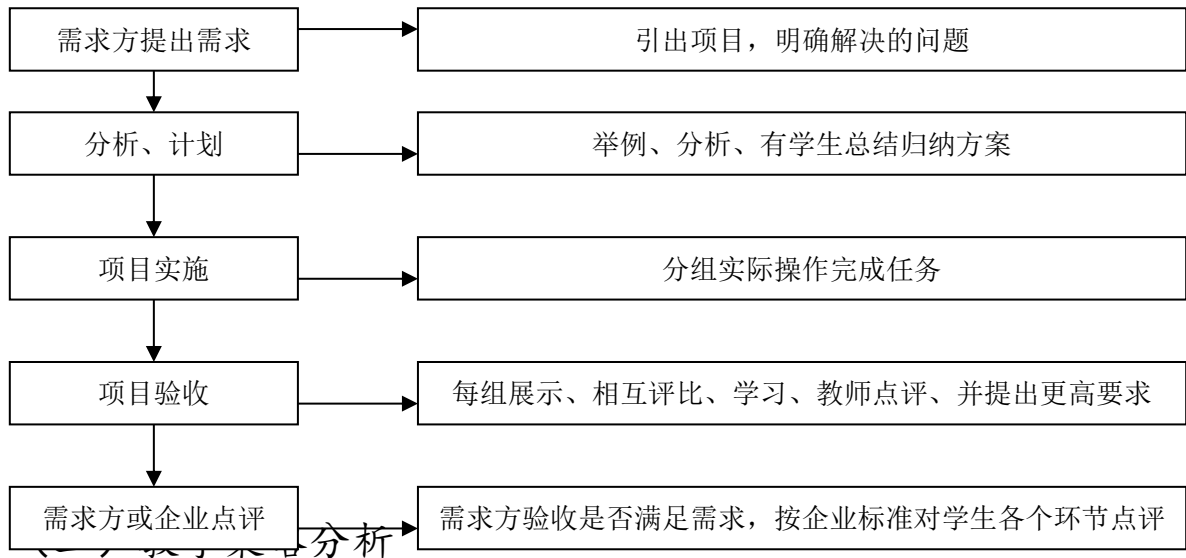 需求方提出需求
引出项目，明确解决的问题
分析、计划
举例、分析、有学生总结归纳方案
项目实施
分组实际操作完成任务
项目验收
每组展示、相互评比、学习、教师点评、并提出更高要求
需求方或企业点评
需求方验收是否满足需求，按企业标准对学生各个环节点评
分析